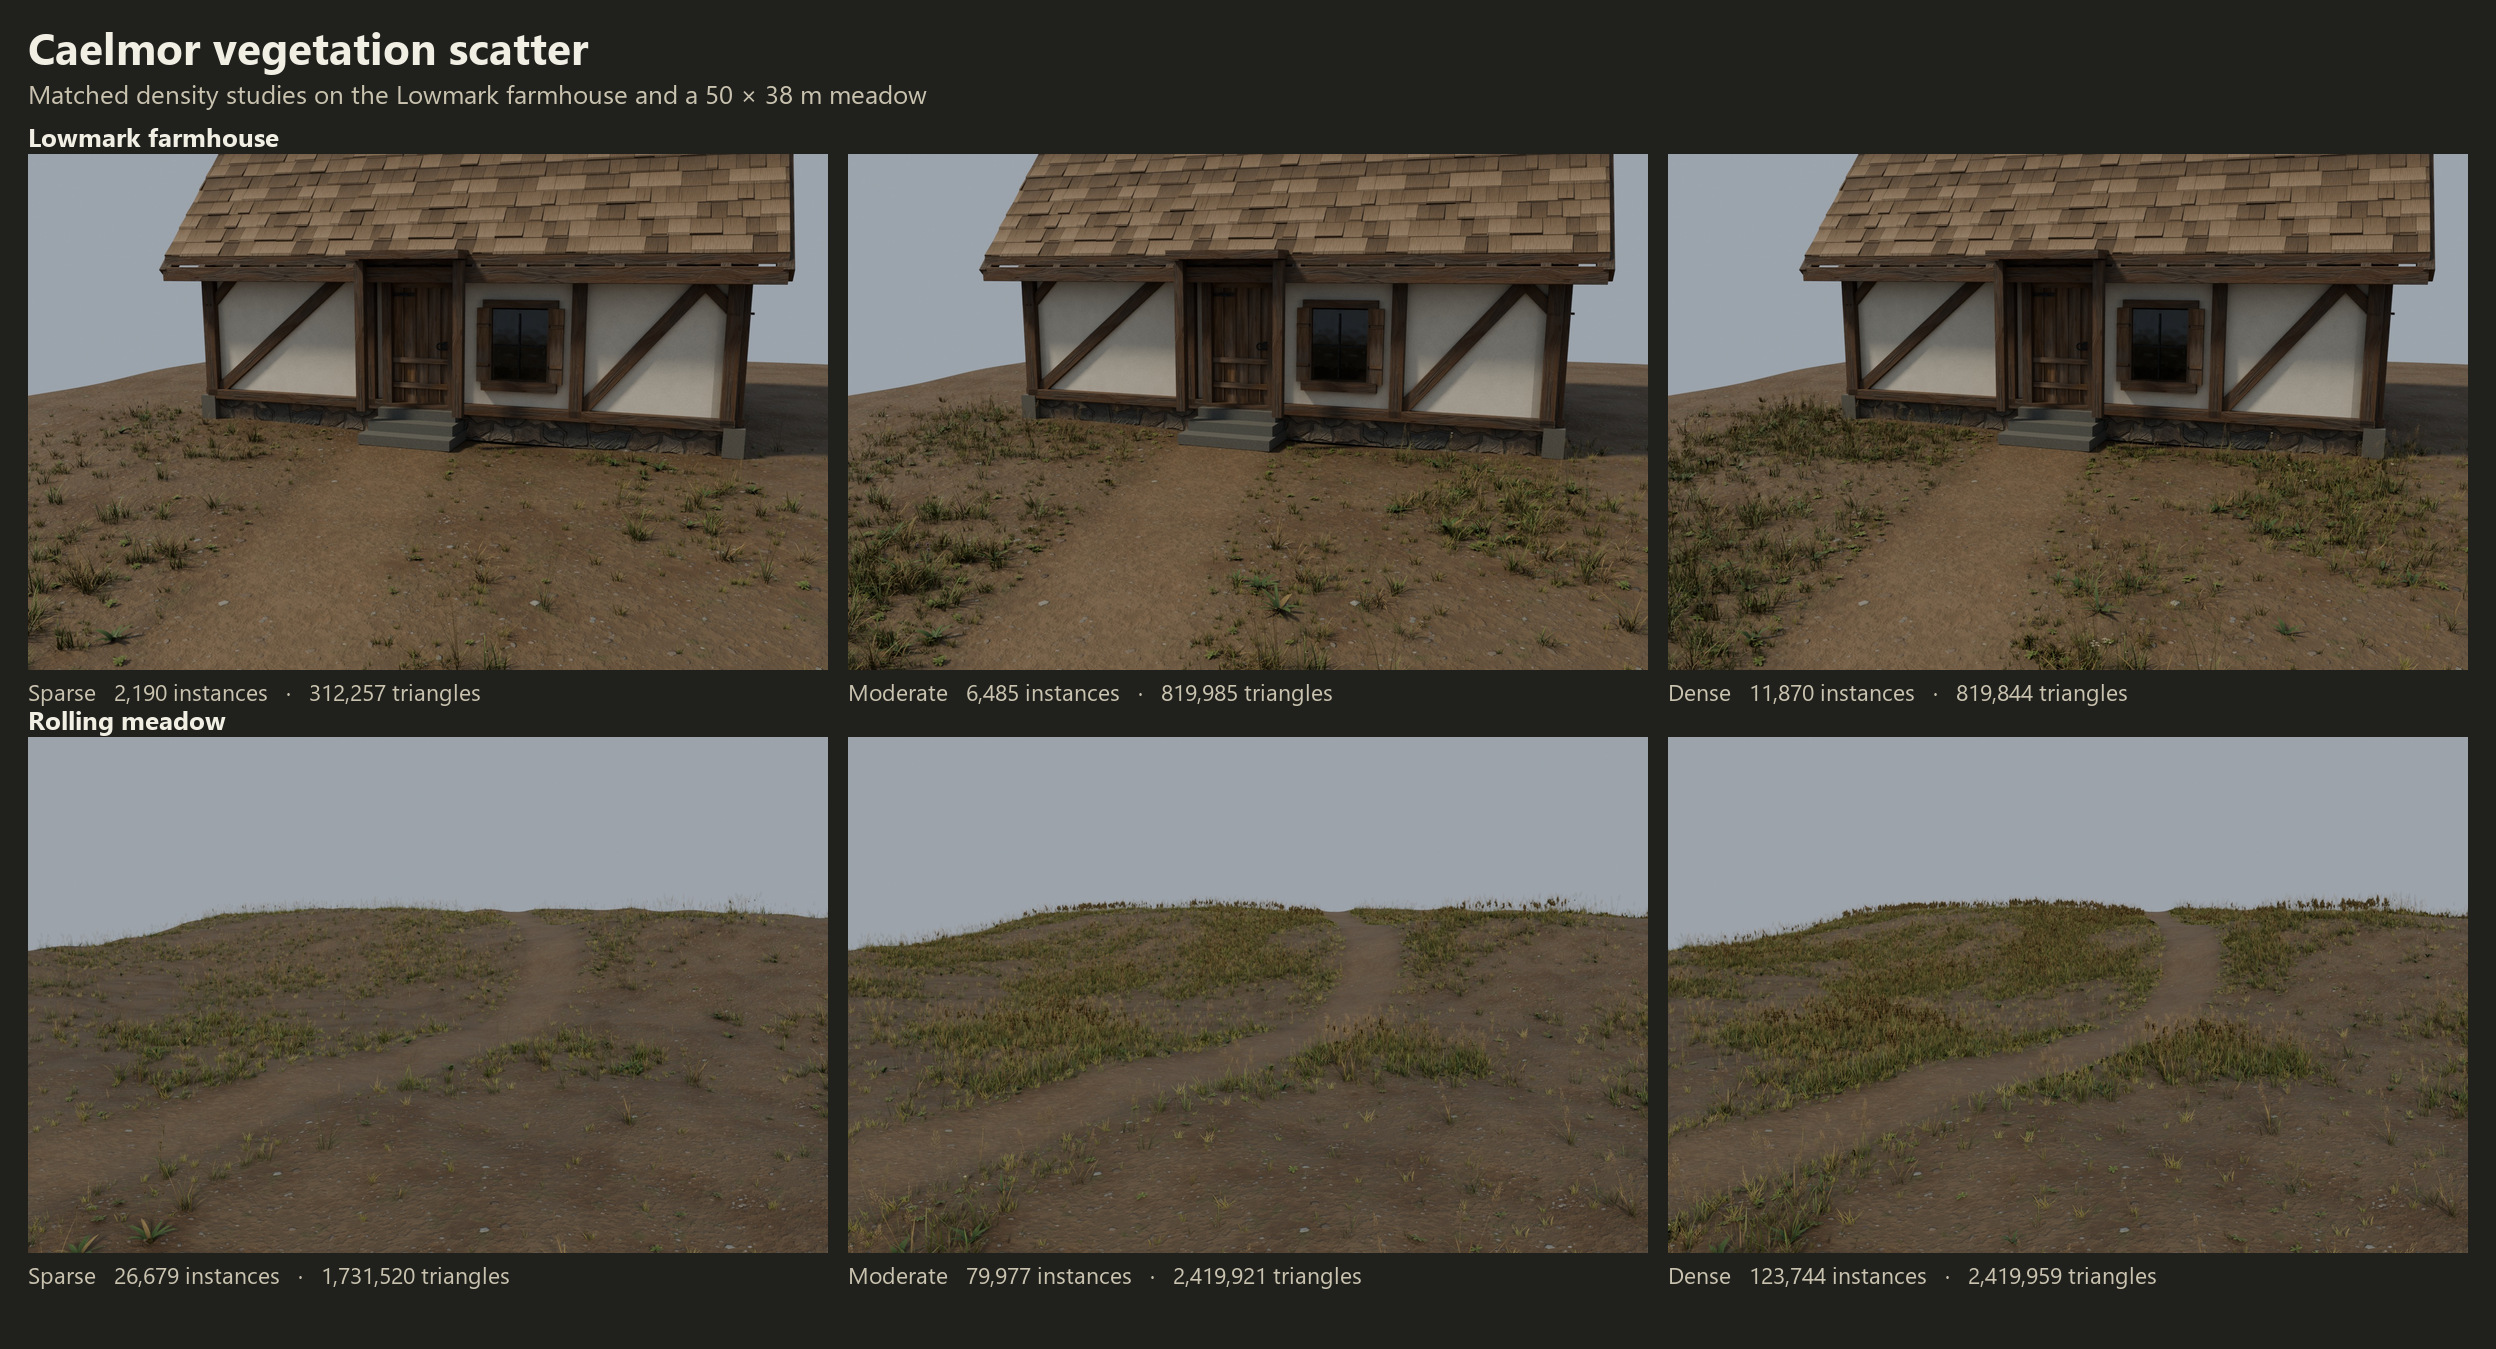 Caelmor vegetation scatter
Matched density studies on the Lowmark farmhouse and a 50 × 38 m meadow
Lowmark farmhouse
Sparse 2,190 instances · 312,257 triangles
Moderate 6,485 instances · 819,985 triangles
Dense 11,870 instances · 819,844 triangles
Rolling meadow
Sparse 26,679 instances · 1,731,520 triangles
Moderate 79,977 instances · 2,419,921 triangles
Dense 123,744 instances · 2,419,959 triangles